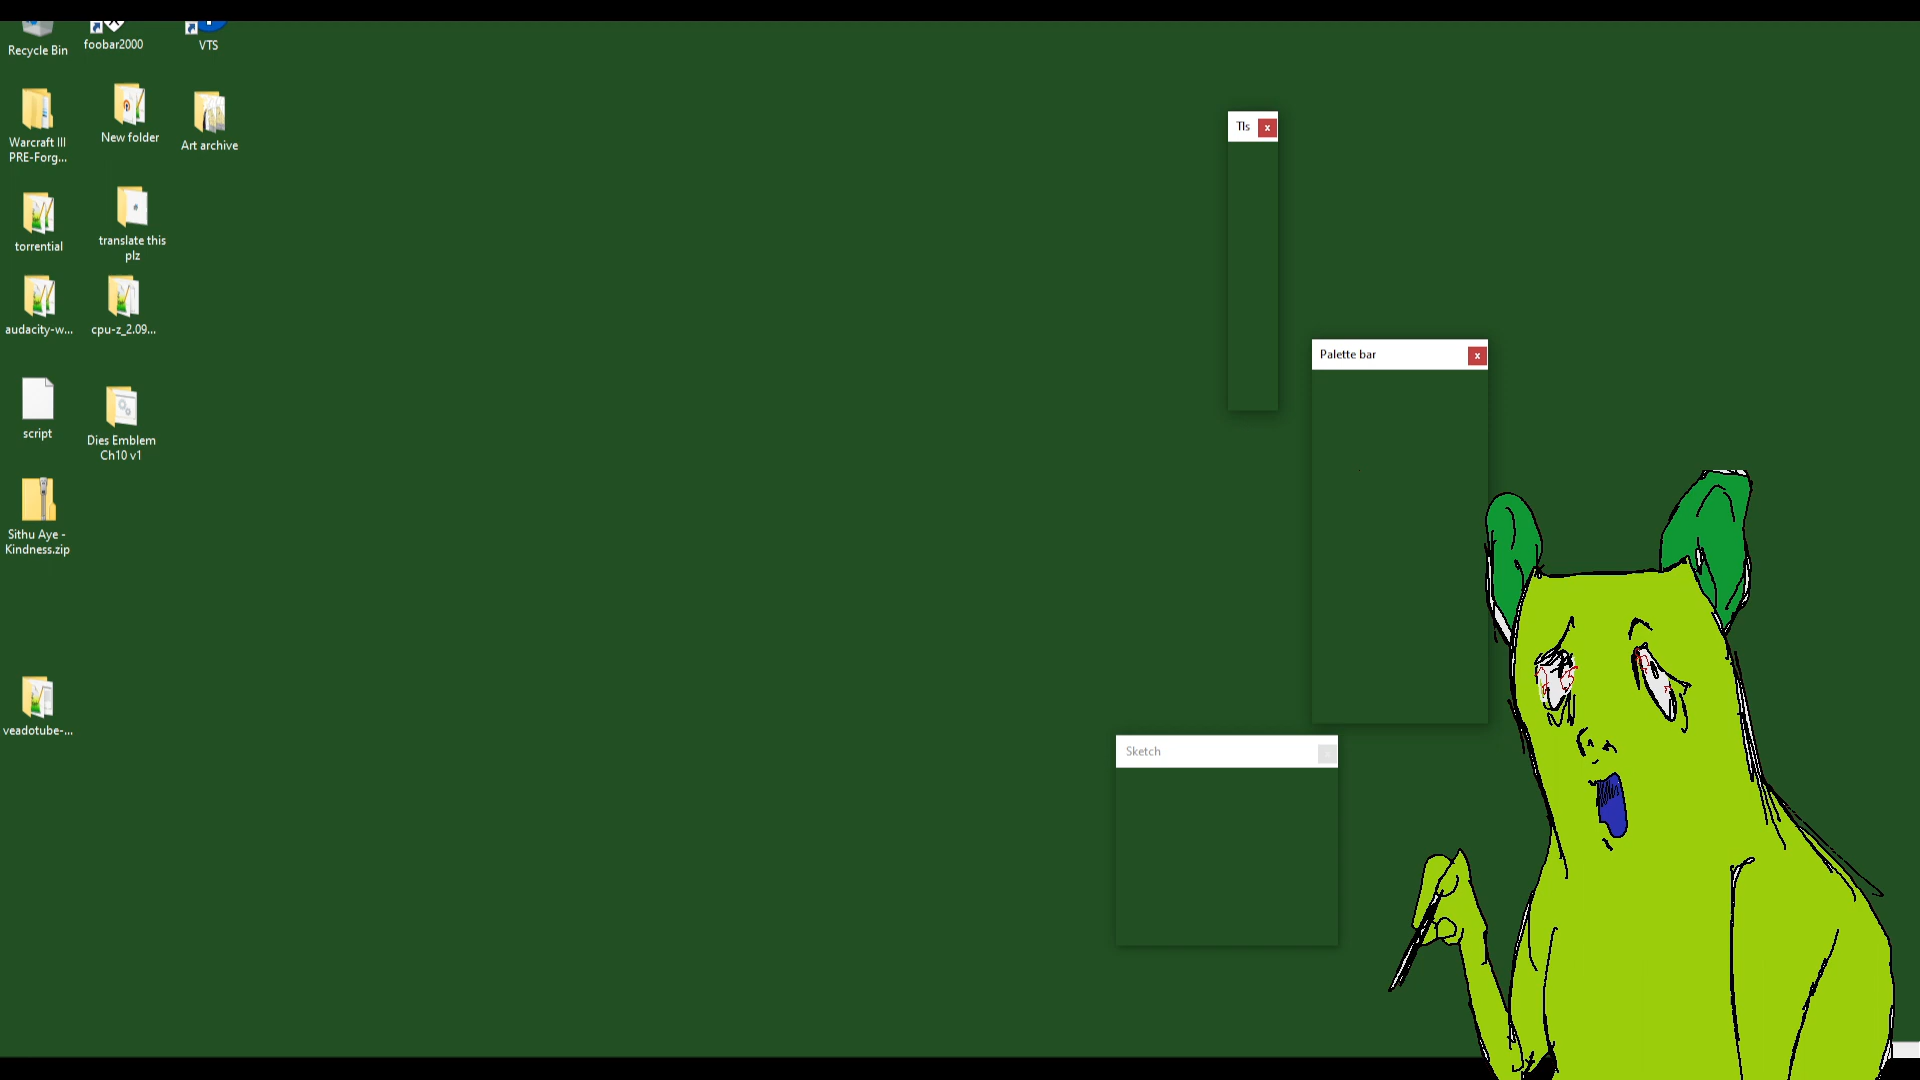 Recycle Bin
foobar2000
VTS
Warcraft III
PRE-Forg...
New folder
Art archive
torrential
translate this
plz
audacity-w...
cpu-z_2.09...
script
Dies Emblem
Ch10 v1
Sithu Aye -
Kindness.zip
veadotube-...
Tls
Palette bar
Sketch